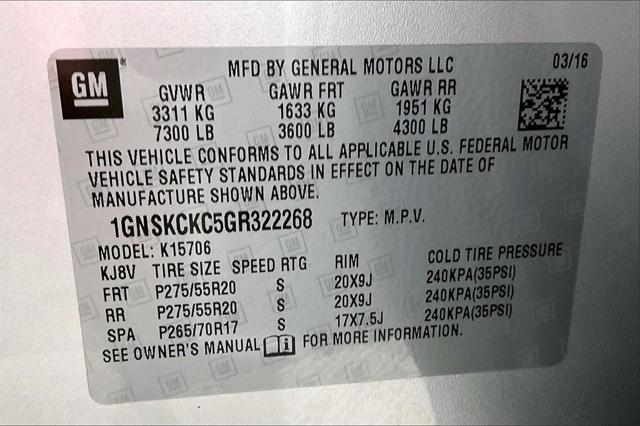 GM
MFD BY GENERAL MOTORS LLC 03/16
GVWR GAWR FRT GAWR RR
3311 KG 1633 KG 1951 KG
7300 LB 3600 LB 4300 LB
THIS VEHICLE CONFORMS TO ALL APPLICABLE U.S. FEDERAL MOTOR
VEHICLE SAFETY STANDARDS IN EFFECT ON THE DATE OF
MANUFACTURE SHOWN ABOVE.
1GNSKCKC5GR322268 TYPE: M.P.V.
MODEL: K15706
KJ8V TIRE SIZE SPEED RTG RIM COLD TIRE PRESSURE
FRT P275/55R20 S 20X9J 240KPA(35PSI)
RR P275/55R20 S 20X9J 240KPA(35PSI)
SPA P265/70R17 S 17X7.5J 240KPA(35PSI)
SEE OWNER'S MANUAL i FOR MORE INFORMATION.